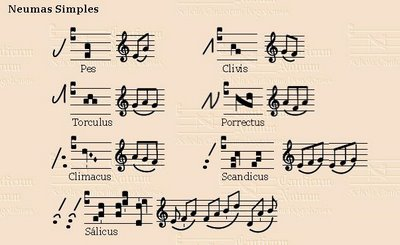 Neumas Simples
Pes
Clivis
Torculus
Porrectus
Climacus
Scandicus
Sálicus